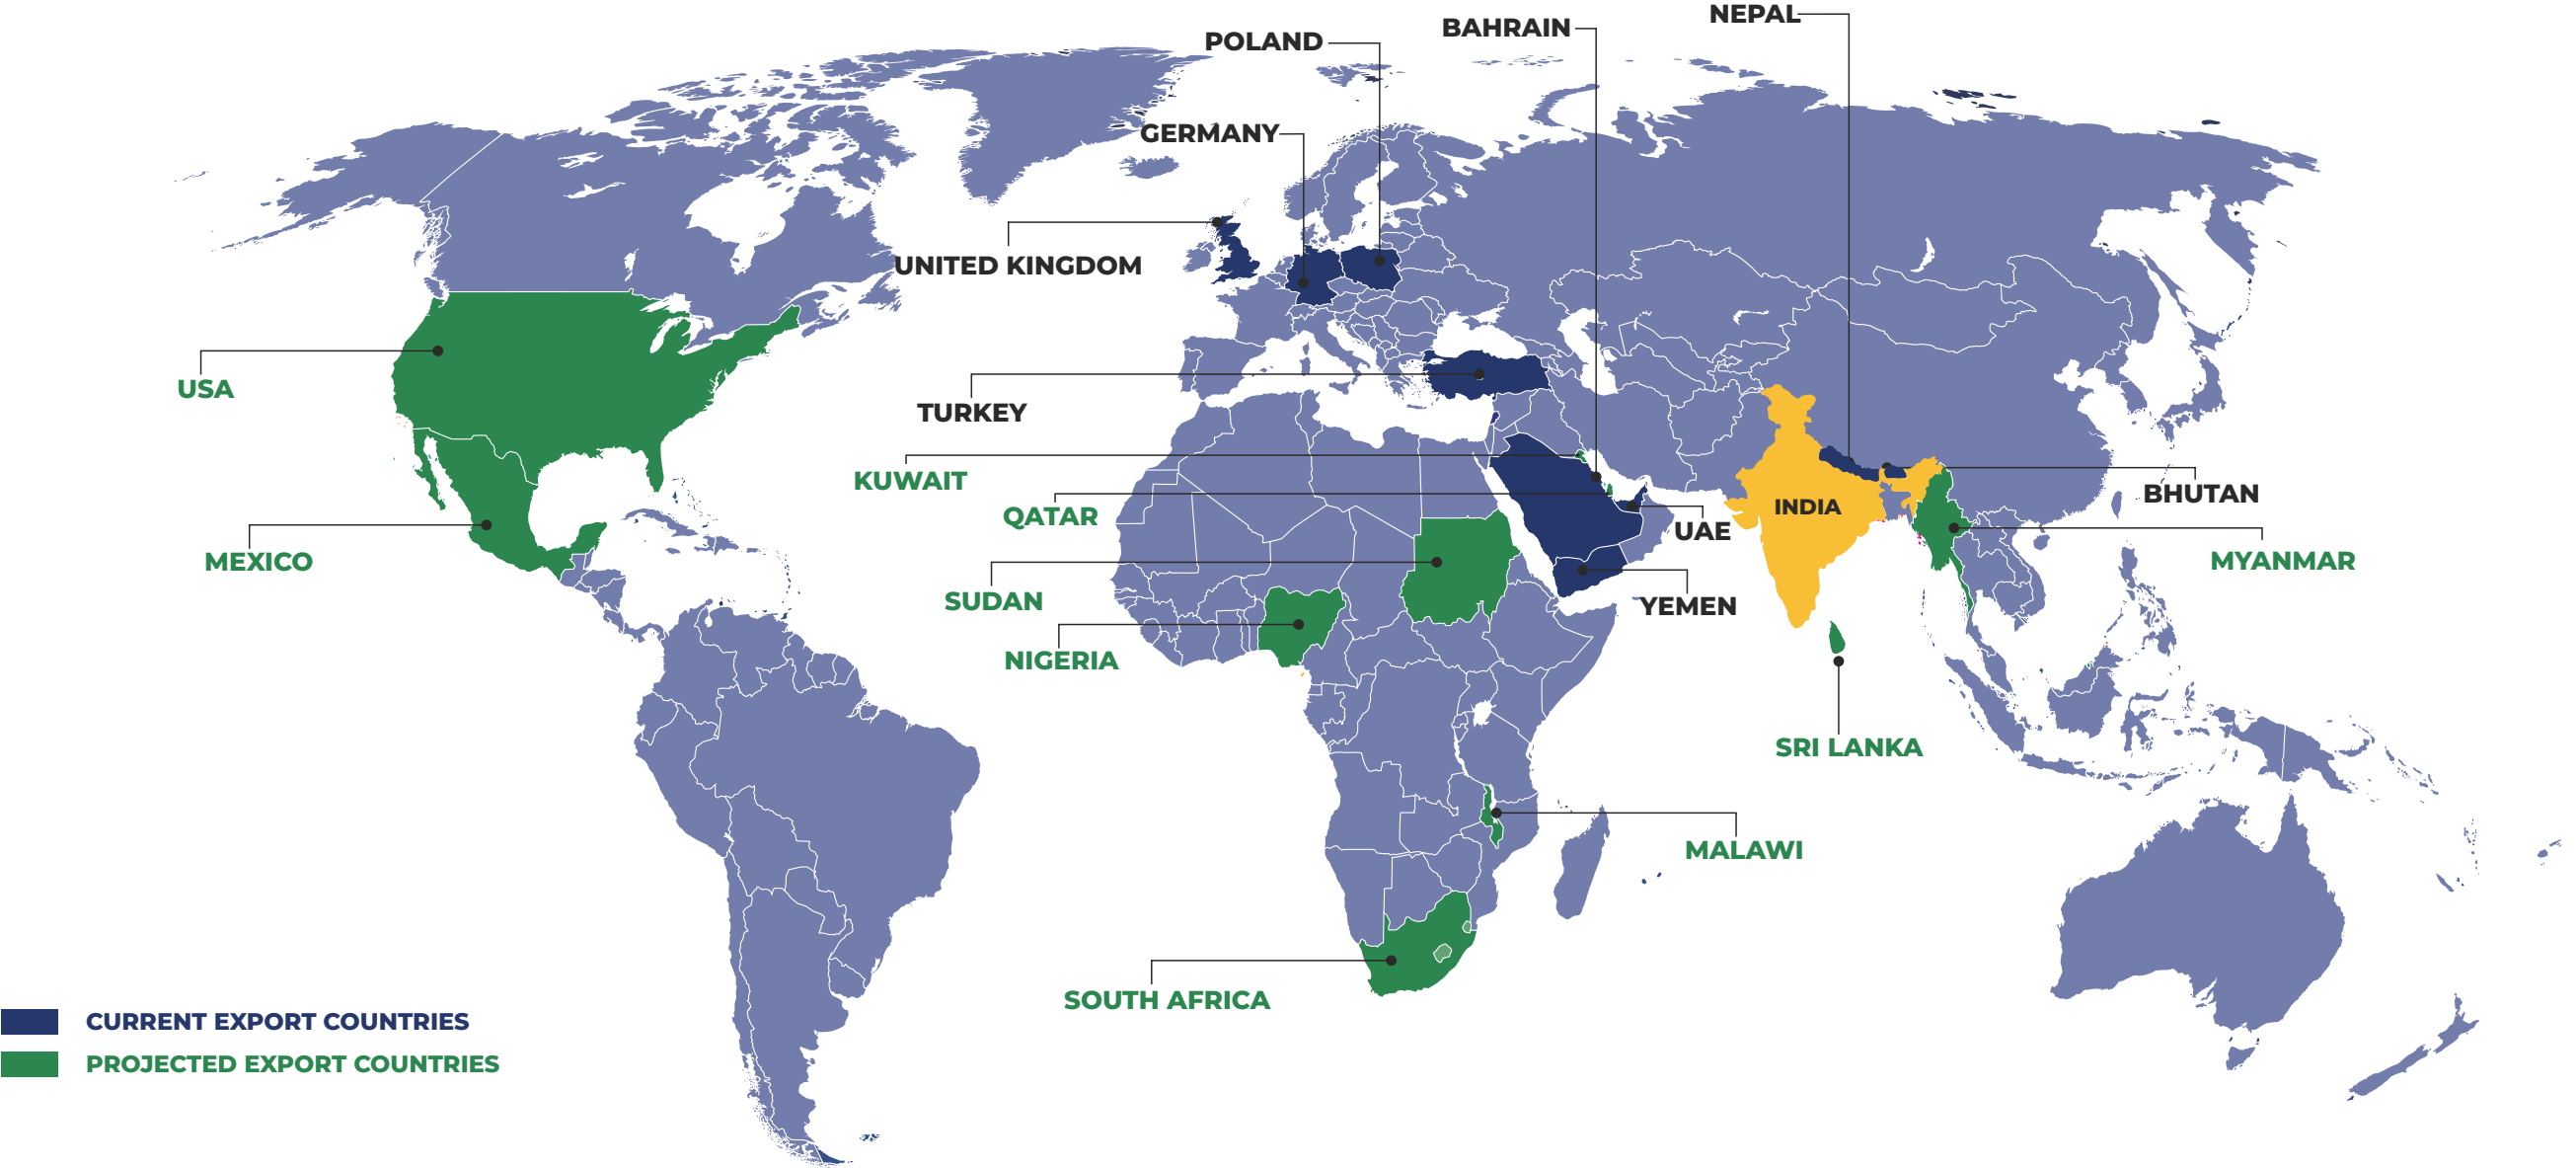 NEPAL
BAHRAIN
POLAND
GERMANY
UNITED KINGDOM
USA
TURKEY
KUWAIT
BHUTAN
INDIA
QATAR
UAE
MEXICO
MYANMAR
SUDAN
YEMEN
NIGERIA
SRI LANKA
MALAWI
SOUTH AFRICA
CURRENT EXPORT COUNTRIES
PROJECTED EXPORT COUNTRIES